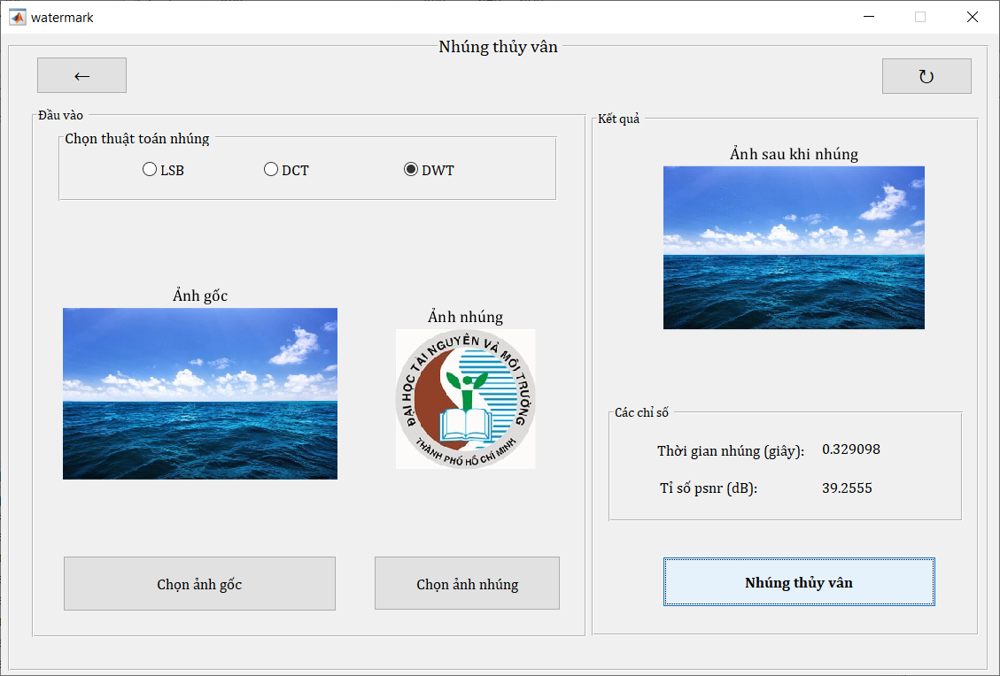 watermark
Nhúng thủy vân
←
↻
Đầu vào
Chọn thuật toán nhúng
LSB
DCT
DWT
Ảnh gốc
Ảnh nhúng
ĐẠI HỌC TÀI NGUYÊN VÀ MÔI TRƯỜNG
THÀNH PHỐ HỒ CHÍ MINH
Chọn ảnh gốc
Chọn ảnh nhúng
Kết quả
Ảnh sau khi nhúng
Các chỉ số
Thời gian nhúng (giây): 0.329098
Tỉ số psnr (dB): 39.2555
Nhúng thủy vân